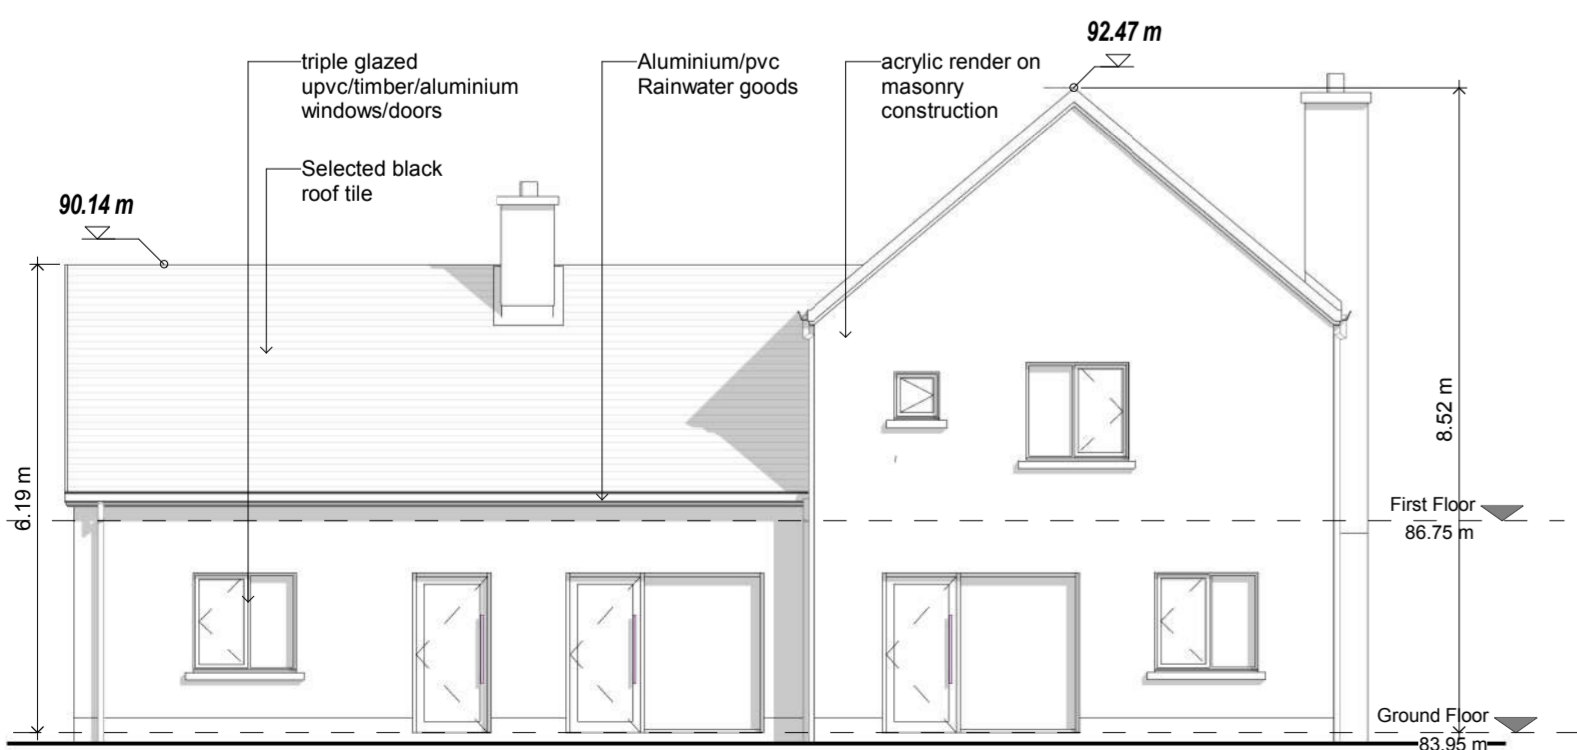 92.47 m
triple glazed
upvc/timber/aluminium
windows/doors
Aluminium/pvc
Rainwater goods
acrylic render on
masonry
construction
Selected black
roof tile
90.14 m
8.52 m
6.19 m
First Floor
86.75 m
Ground Floor
83.95 m